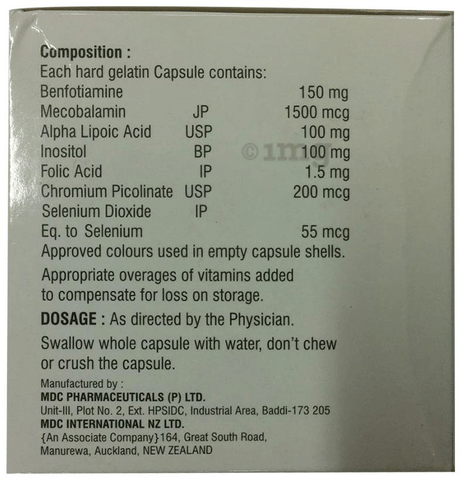 Composition :
Each hard gelatin Capsule contains:
Benfotiamine 150 mg
Mecobalamin JP 1500 mcg
Alpha Lipoic Acid USP 100 mg
Inositol BP 100 mg
© 1mg
Folic Acid IP 1.5 mg
Chromium Picolinate USP 200 mcg
Selenium Dioxide IP
Eq. to Selenium 55 mcg
Approved colours used in empty capsule shells.
Appropriate overages of vitamins added
to compensate for loss on storage.
DOSAGE : As directed by the Physician.
Swallow whole capsule with water, don't chew
or crush the capsule.
Manufactured by :
MDC PHARMACEUTICALS (P) LTD.
Unit-III, Plot No. 2, Ext. HPSIDC, Industrial Area, Baddi-173 205
MDC INTERNATIONAL NZ LTD.
{An Associate Company}164, Great South Road,
Manurewa, Auckland, NEW ZEALAND